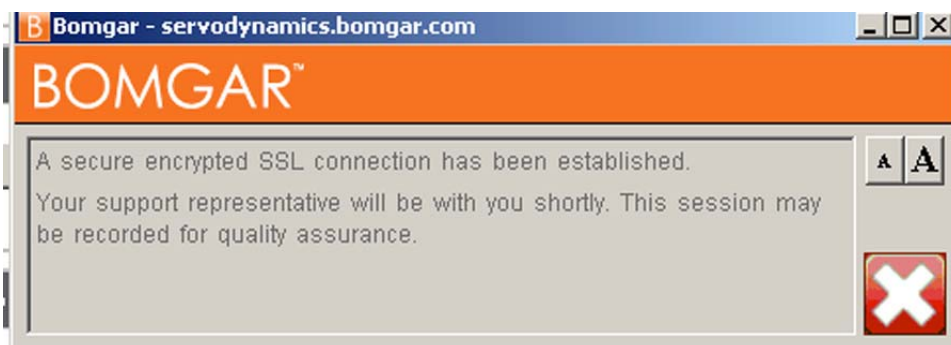 B Bomgar - servodynamics.bomgar.com
BOMGAR™
A secure encrypted SSL connection has been established.
A A
Your support representative will be with you shortly. This session may
be recorded for quality assurance.